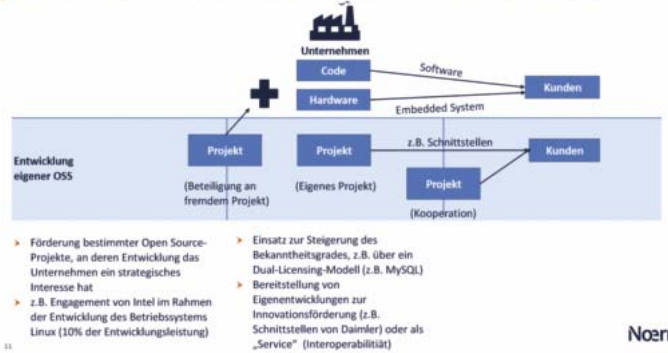 Unternehmen
Code
Hardware
Software
Embedded System
Kunden
Entwicklung
eigener OSS
Projekt
(Beteiligung an
fremdem Projekt)
Projekt
(Eigenes Projekt)
z.B. Schnittstellen
Projekt
(Kooperation)
Kunden
➤ Förderung bestimmter Open Source-
Projekte, an deren Entwicklung das
Unternehmen ein strategisches
Interesse hat
➤ z.B. Engagement von Intel im Rahmen
der Entwicklung des Betriebssystems
Linux (10% der Entwicklungsleistung)
➤ Einsatz zur Steigerung des
Bekanntheitsgrades, z.B. über ein
Dual-Licensing-Modell (z.B. MySQL)
➤ Bereitstellung von
Eigenentwicklungen zur
Innovationsförderung (z.B.
Schnittstellen von Daimler) oder als
„Service" (Interoperabilität)
11
Noerr